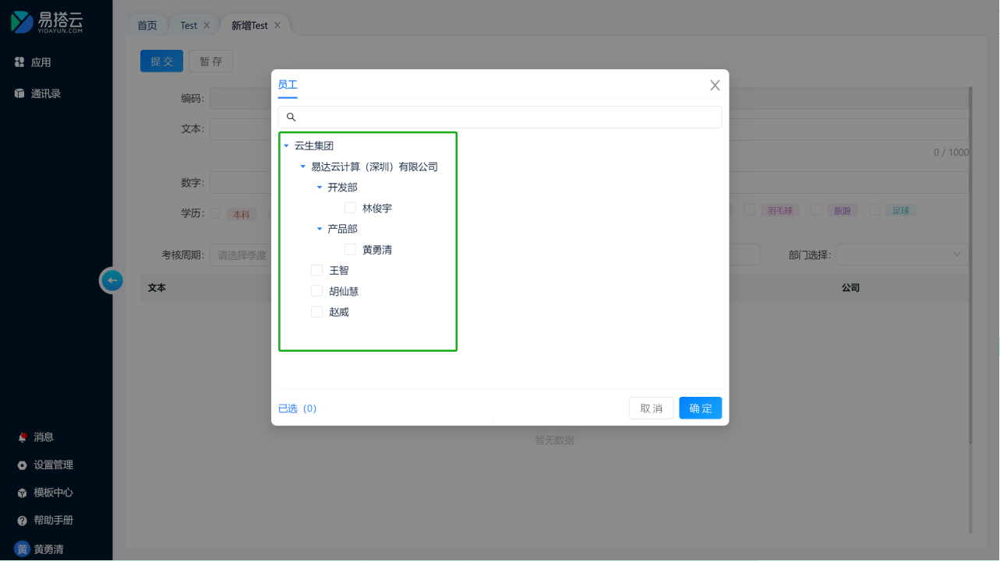 易搭云
YIDAYUN.COM
首页
Test
新增Test
应用
通讯录
提 交
暂 存
编码:
文本:
0 / 1000
数字:
学历:
本科
羽毛球
旅游
足球
考核周期:
请选择季度
部门选择:
文本
公司
暂无数据
员工
云生集团
易达云计算（深圳）有限公司
开发部
林俊宇
产品部
黄勇清
王智
胡仙慧
赵威
已选（0）
取 消
确 定
消息
设置管理
模板中心
帮助手册
黄
黄勇清